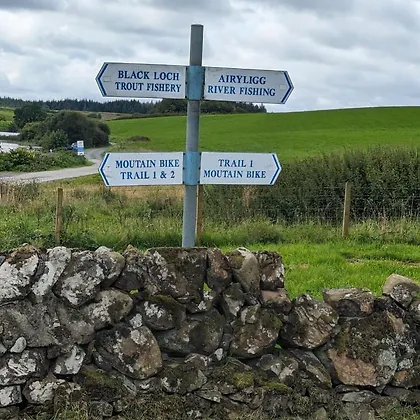 BLACK LOCH
TROUT FISHERY
AIRYLIGG
RIVER FISHING
MOUTAIN BIKE
TRAIL 1 & 2
TRAIL 1
MOUTAIN BIKE